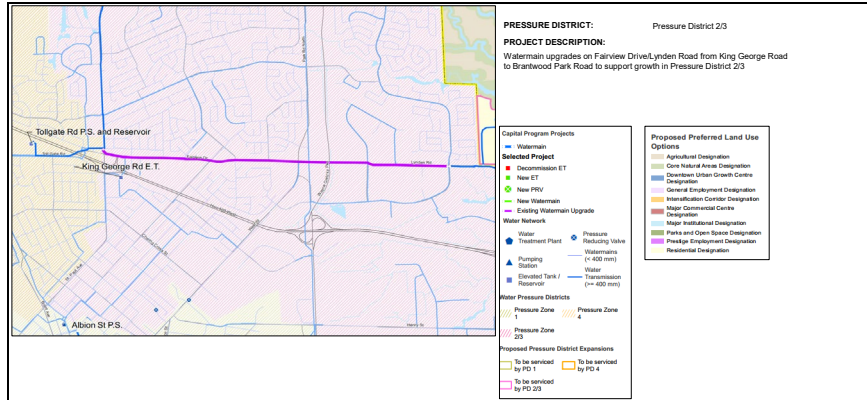 PRESSURE DISTRICT: Pressure District 2/3
PROJECT DESCRIPTION:
Watermain upgrades on Fairview Drive/Lynden Road from King George Road
to Brantwood Park Road to support growth in Pressure District 2/3
Tollgate Rd P.S. and Reservoir
King George Rd E.T.
Albion St P.S.
Lynden Rd
Henry St
Capital Program Projects
Watermain
Selected Project
Decommission ET
New ET
New PRV
New Watermain
Existing Watermain Upgrade
Water Network
Water
Treatment Plant
Pressure
Reducing Valve
Pumping
Station
Watermains
(< 400 mm)
Elevated Tank /
Reservoir
Water
Transmission
(>= 400 mm)
Water Pressure Districts
Pressure Zone
1
Pressure Zone
4
Pressure Zone
2/3
Proposed Pressure District Expansions
To be serviced
by PD 1
To be serviced
by PD 4
To be serviced
by PD 2/3
Proposed Preferred Land Use
Options
Agricultural Designation
Core Natural Areas Designation
Downtown Urban Growth Centre
Designation
General Employment Designation
Intensification Corridor Designation
Major Commercial Centre
Designation
Major Institutional Designation
Parks and Open Space Designation
Prestige Employment Designation
Residential Designation